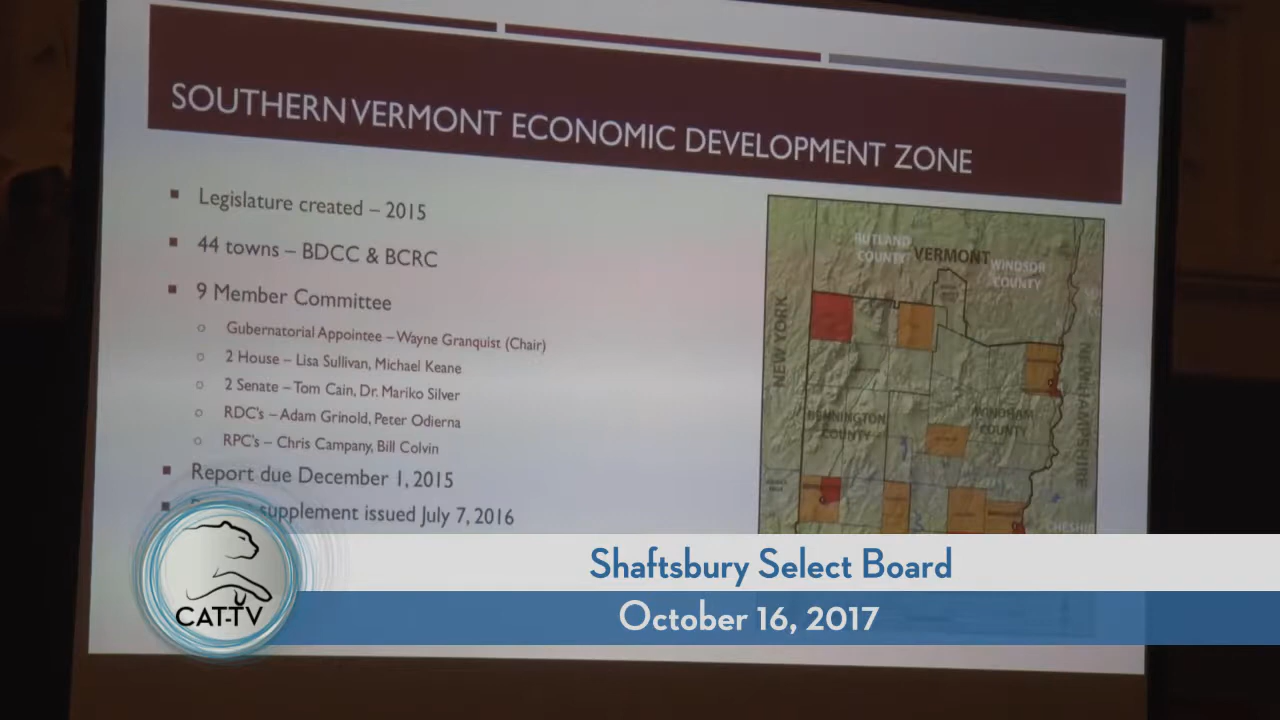 SOUTHERN VERMONT ECONOMIC DEVELOPMENT ZONE
Legislature created – 2015
44 towns – BDCC & BCRC
9 Member Committee
Gubernatorial Appointee – Wayne Granquist (Chair)
2 House – Lisa Sullivan, Michael Keane
2 Senate – Tom Cain, Dr. Mariko Silver
RDC's – Adam Grinold, Peter Odierna
RPC's – Chris Campany, Bill Colvin
Report due December 1, 2015
supplement issued July 7, 2016
RUTLAND
COUNTY
VERMONT
WINDSOR
COUNTY
NEW YORK
NEW HAMPSHIRE
BENNINGTON
COUNTY
WINDHAM
COUNTY
Shaftsbury Select Board
October 16, 2017
CAT-TV